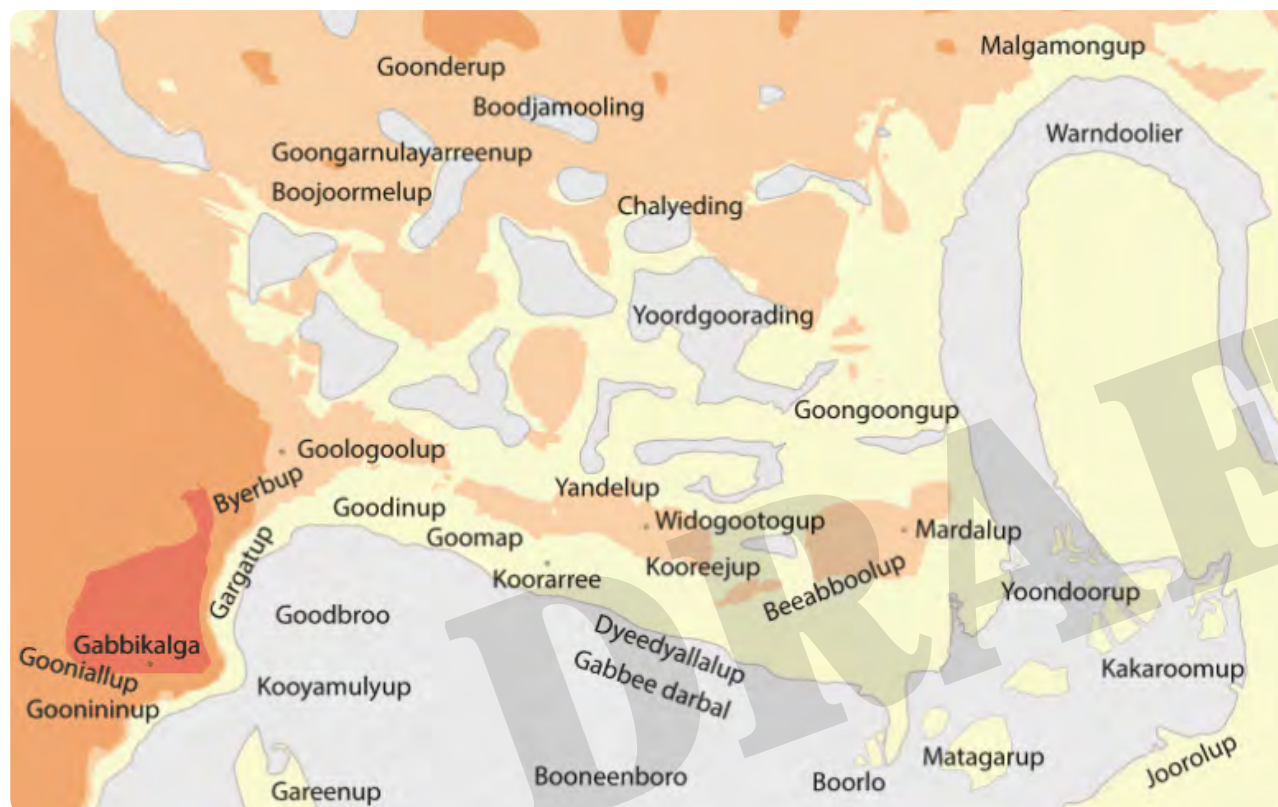 Malgamongup
Goonderup
Boodjamooling
Warndoolier
Goongarnulayarreenup
Boojoormelup
Chalyeding
Yoordgoorading
Goongoongup
Goologoolup
Byerbup
Yandelup
Goodinup
Widogootogup
Mardalup
Goomap
Gargatup
Koorarree
Kooreejup
Beeabboolup
Yoondoorup
Goodbroo
Dyeedyallalup
Gabbikalga
Gooniallup
Kakaroomup
Gabbee darbal
Kooyamulyup
Goonininup
Matagarup
Joorolup
Booneenboro
Boorlo
Gareenup
DRAF